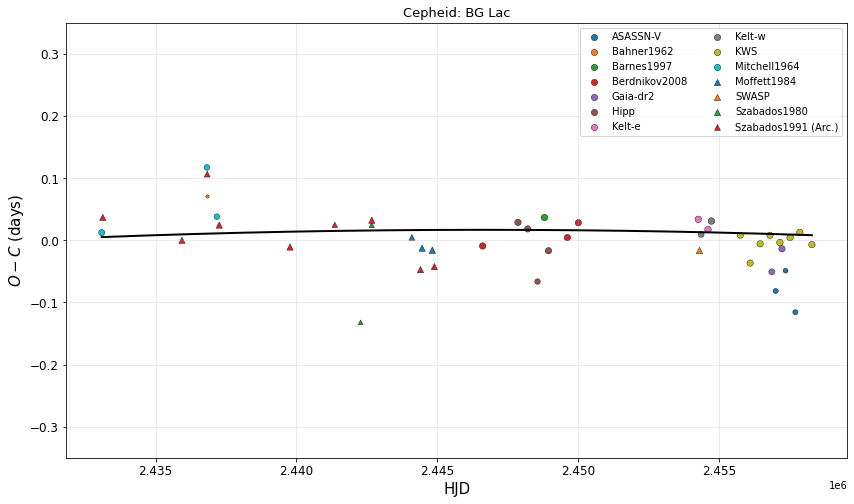 Cepheid: BG Lac
ASASSN-V
Bahner1962
Barnes1997
Berdnikov2008
Gaia-dr2
Hipp
Kelt-e
Kelt-w
KWS
Mitchell1964
Moffett1984
SWASP
Szabados1980
Szabados1991 (Arc.)
O − C (days)
0.3
0.2
0.1
0.0
−0.1
−0.2
−0.3
2.435
2.440
2.445
2.450
2.455
1e6
HJD